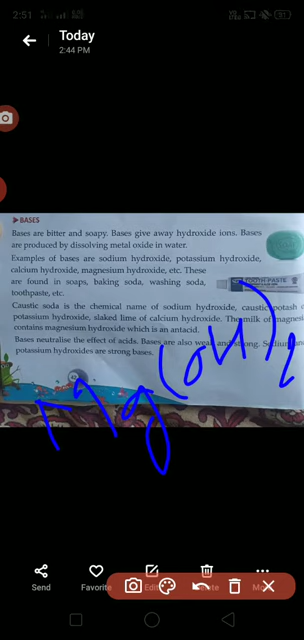 2:51
Today
2:44 PM
BASES
Bases are bitter and soapy. Bases give away hydroxide ions. Bases
are produced by dissolving metal oxide in water.
Examples of bases are sodium hydroxide, potassium hydroxide,
calcium hydroxide, magnesium hydroxide, etc. These
are found in soaps, baking soda, washing soda,
toothpaste, etc.
TOOTH-PASTE
Caustic soda is the chemical name of sodium hydroxide, caustic potash
potassium hydroxide, slaked lime of calcium hydroxide. The milk of
contains magnesium hydroxide which is an antacid.
Bases neutralise the effect of acids. Bases are also weak and strong.
potassium hydroxides are strong bases.
Mg(OH)2
Send
Favorite
Edit